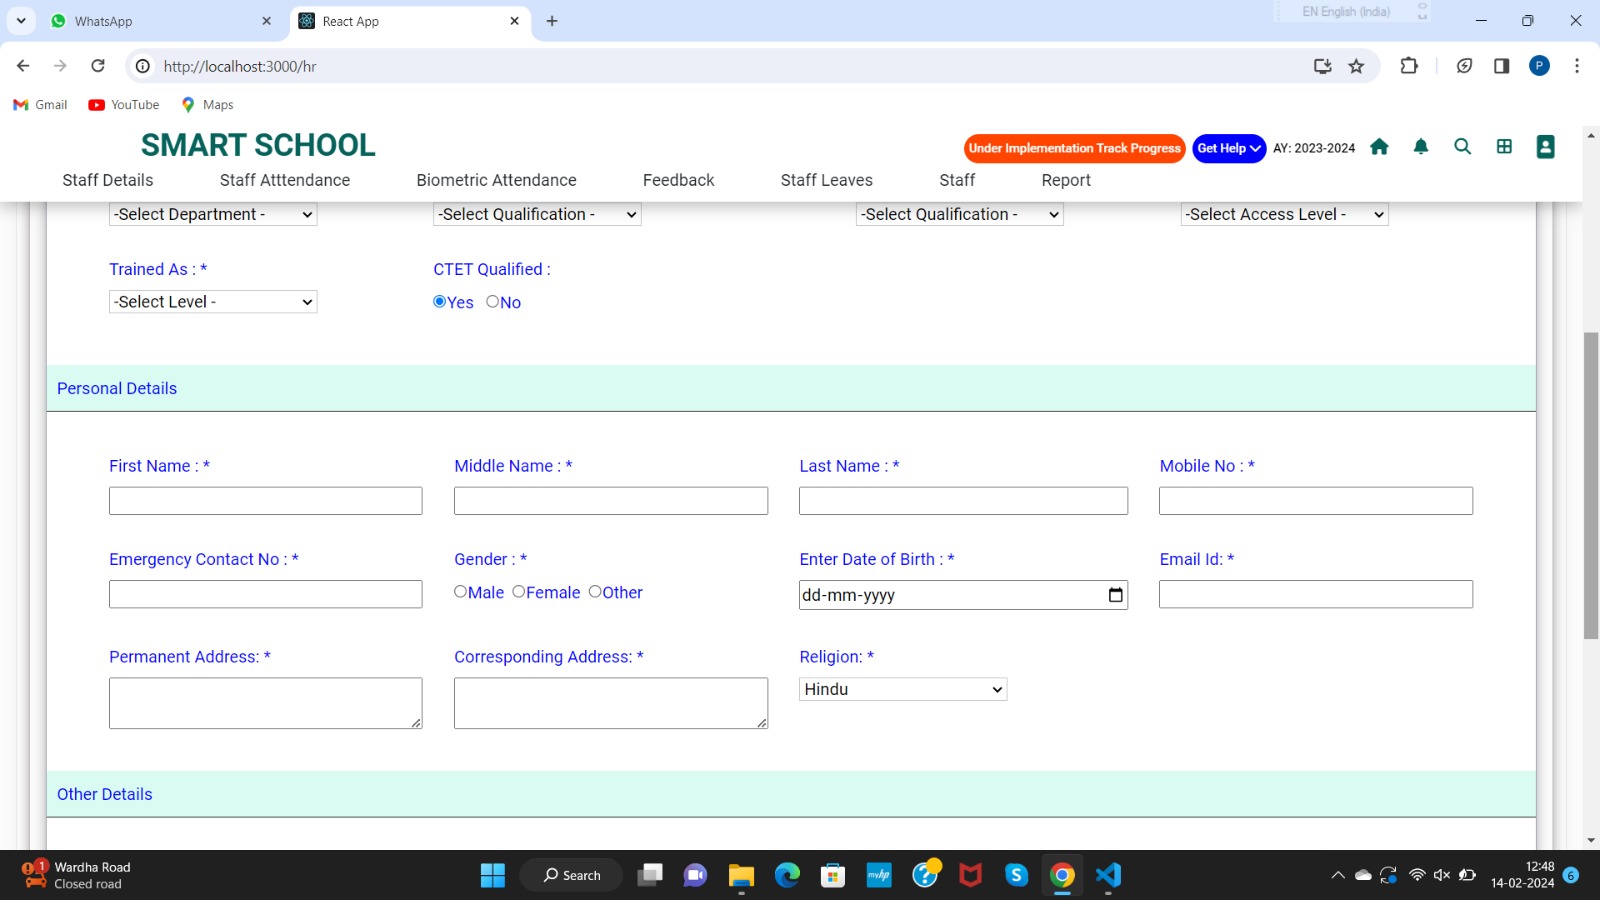 WhatsApp
React App
EN English (India)
http://localhost:3000/hr
P
Gmail
YouTube
Maps
SMART SCHOOL
Under Implementation Track Progress
Get Help
AY: 2023-2024
Staff Details
Staff Atttendance
Biometric Attendance
Feedback
Staff Leaves
Staff
Report
-Select Department -
-Select Qualification -
-Select Qualification -
-Select Access Level -
Trained As : *
CTET Qualified :
-Select Level -
Yes
No
Personal Details
First Name : *
Middle Name : *
Last Name : *
Mobile No : *
Emergency Contact No : *
Gender : *
Enter Date of Birth : *
Email Id: *
Male
Female
Other
dd-mm-yyyy
Permanent Address: *
Corresponding Address: *
Religion: *
Hindu
Other Details
1
Wardha Road
Closed road
Search
myhp
12:48
14-02-2024
6